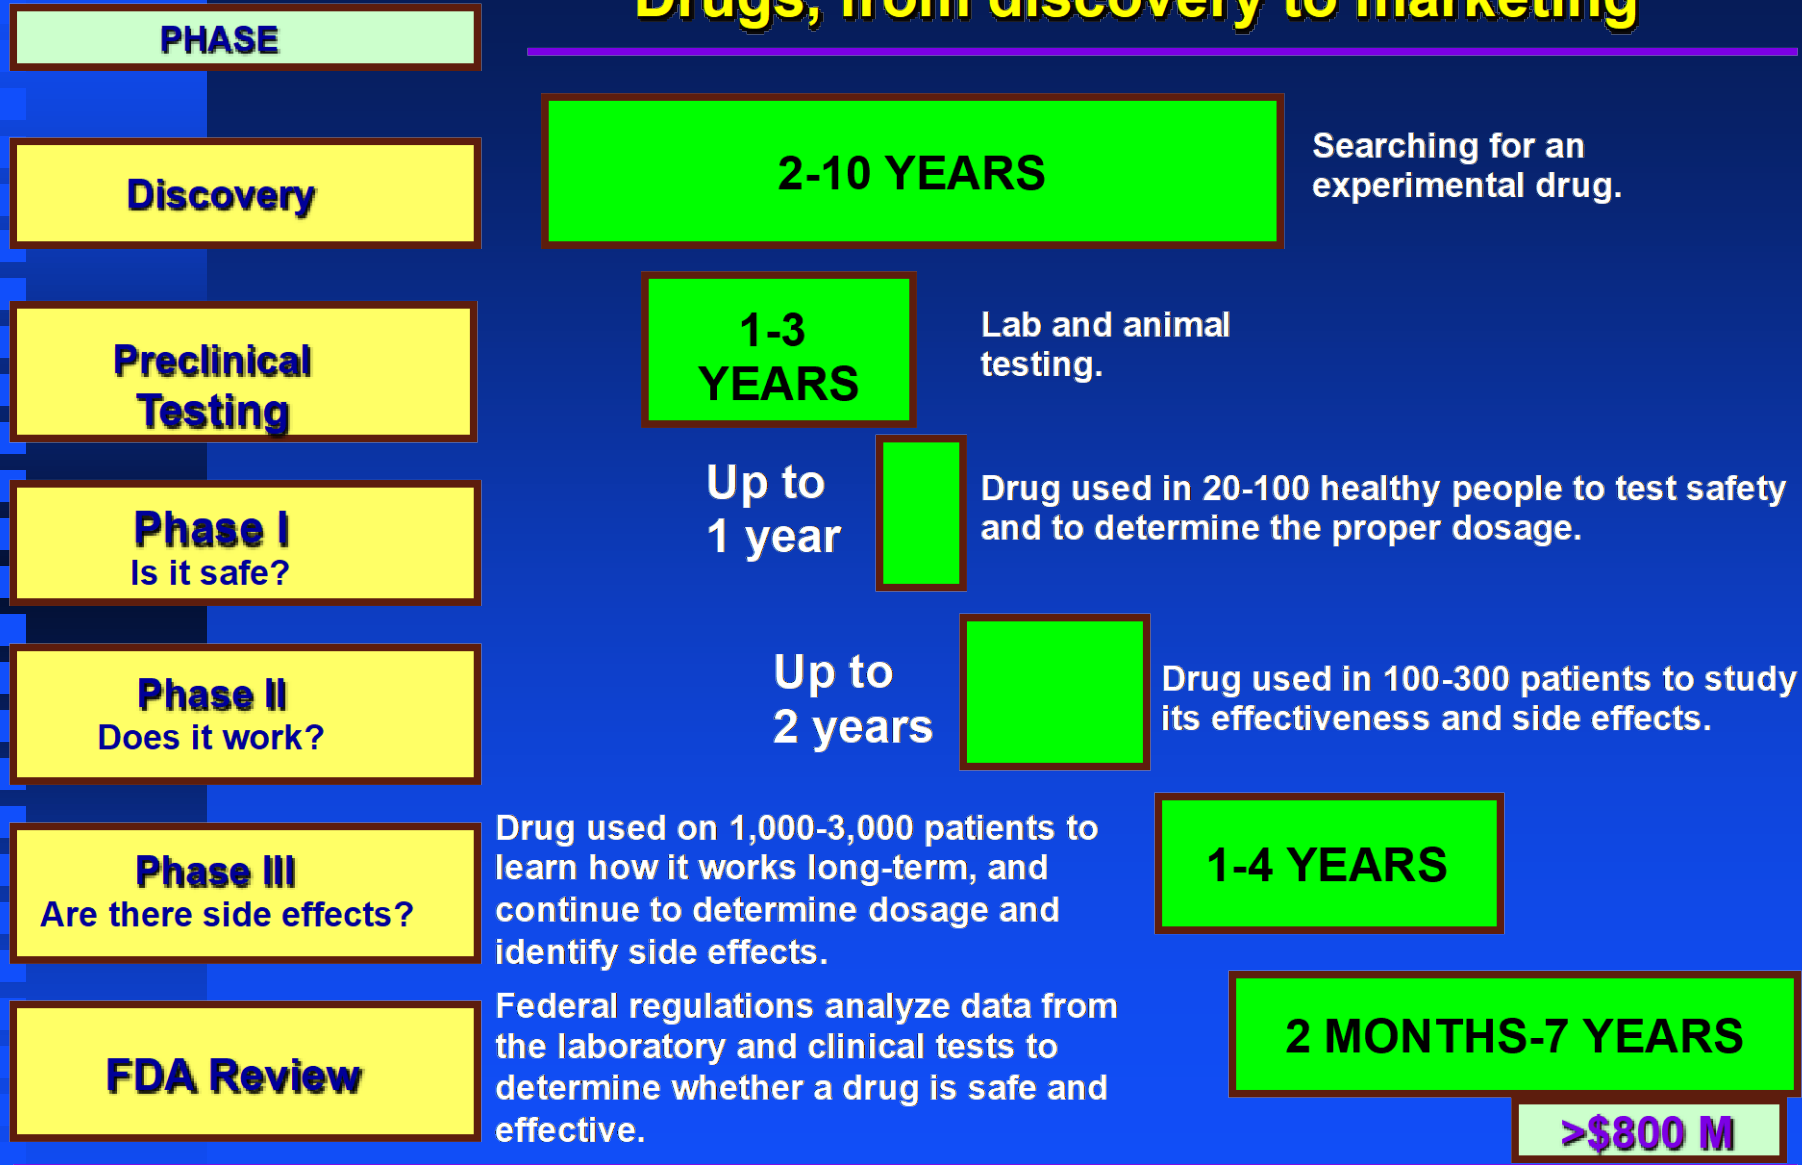 Drugs, from discovery to marketing
PHASE
Discovery
2-10 YEARS
Searching for an
experimental drug.
Preclinical
Testing
1-3
YEARS
Lab and animal
testing.
Phase I
Is it safe?
Up to
1 year
Drug used in 20-100 healthy people to test safety
and to determine the proper dosage.
Phase II
Does it work?
Up to
2 years
Drug used in 100-300 patients to study
its effectiveness and side effects.
Phase III
Are there side effects?
Drug used on 1,000-3,000 patients to
learn how it works long-term, and
continue to determine dosage and
identify side effects.
1-4 YEARS
FDA Review
Federal regulations analyze data from
the laboratory and clinical tests to
determine whether a drug is safe and
effective.
2 MONTHS-7 YEARS
>$800 M